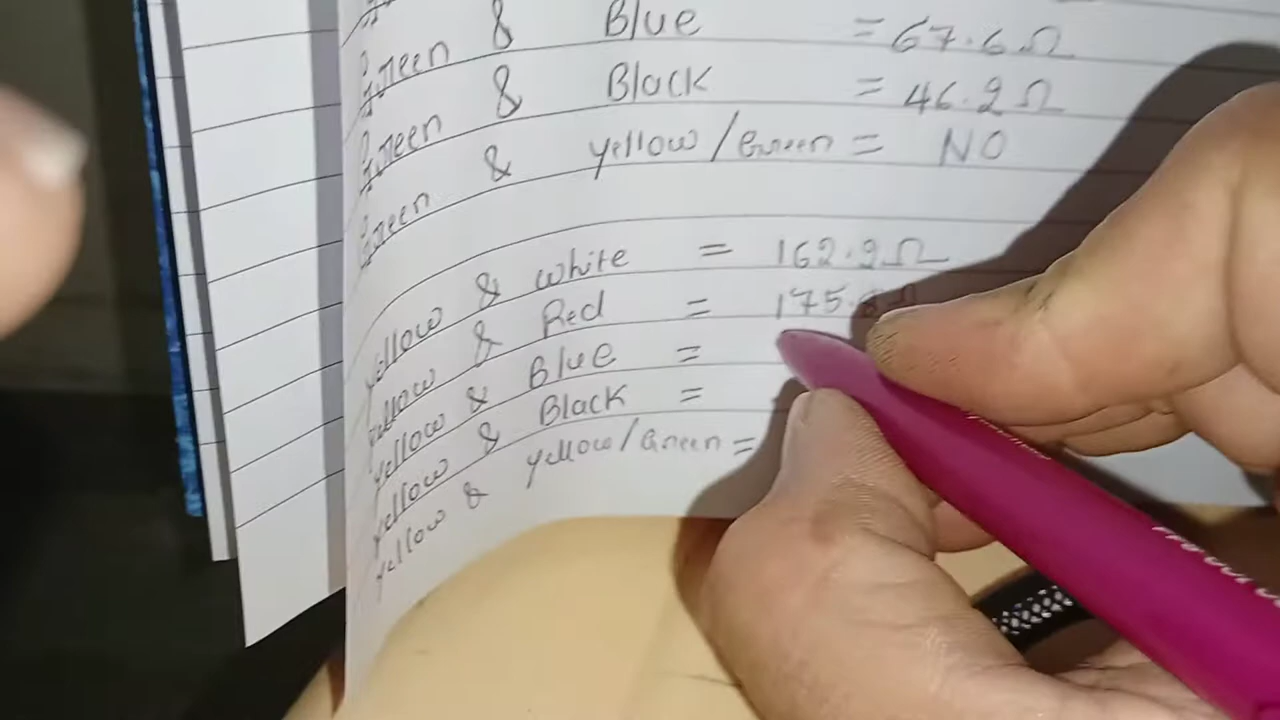 Green & Blue = 67.6Ω
Green & Black = 46.2Ω
Green & yellow/Green = NO
yellow & white = 162.9Ω
yellow & Red = 175.
yellow & Blue =
yellow & Black =
yellow & yellow/Green =